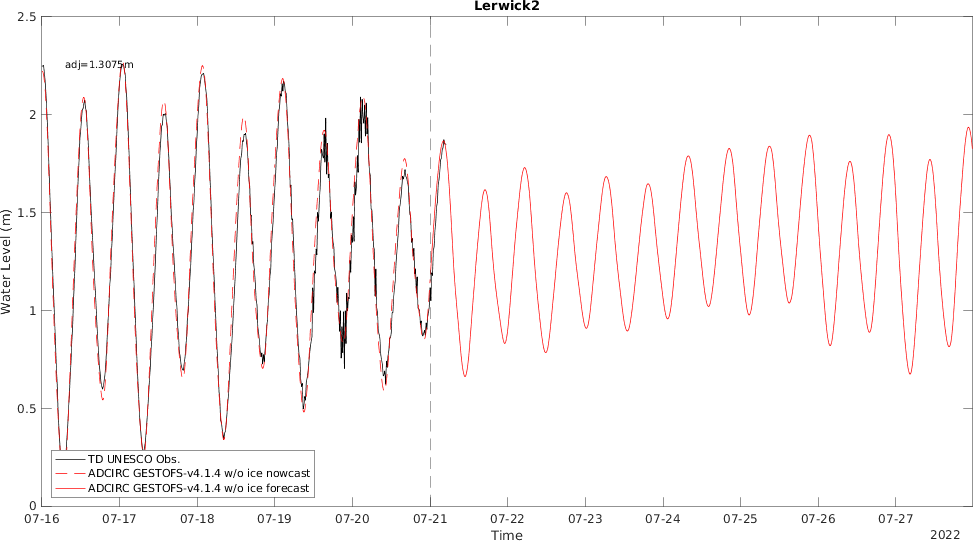 Lerwick2
2.5
adj=1.3075m
2
1.5
Water Level (m)
1
0.5
TD UNESCO Obs.
ADCIRC GESTOFS-v4.1.4 w/o ice nowcast
ADCIRC GESTOFS-v4.1.4 w/o ice forecast
0
07-16 07-17 07-18 07-19 07-20 07-21 07-22 07-23 07-24 07-25 07-26 07-27
Time
2022